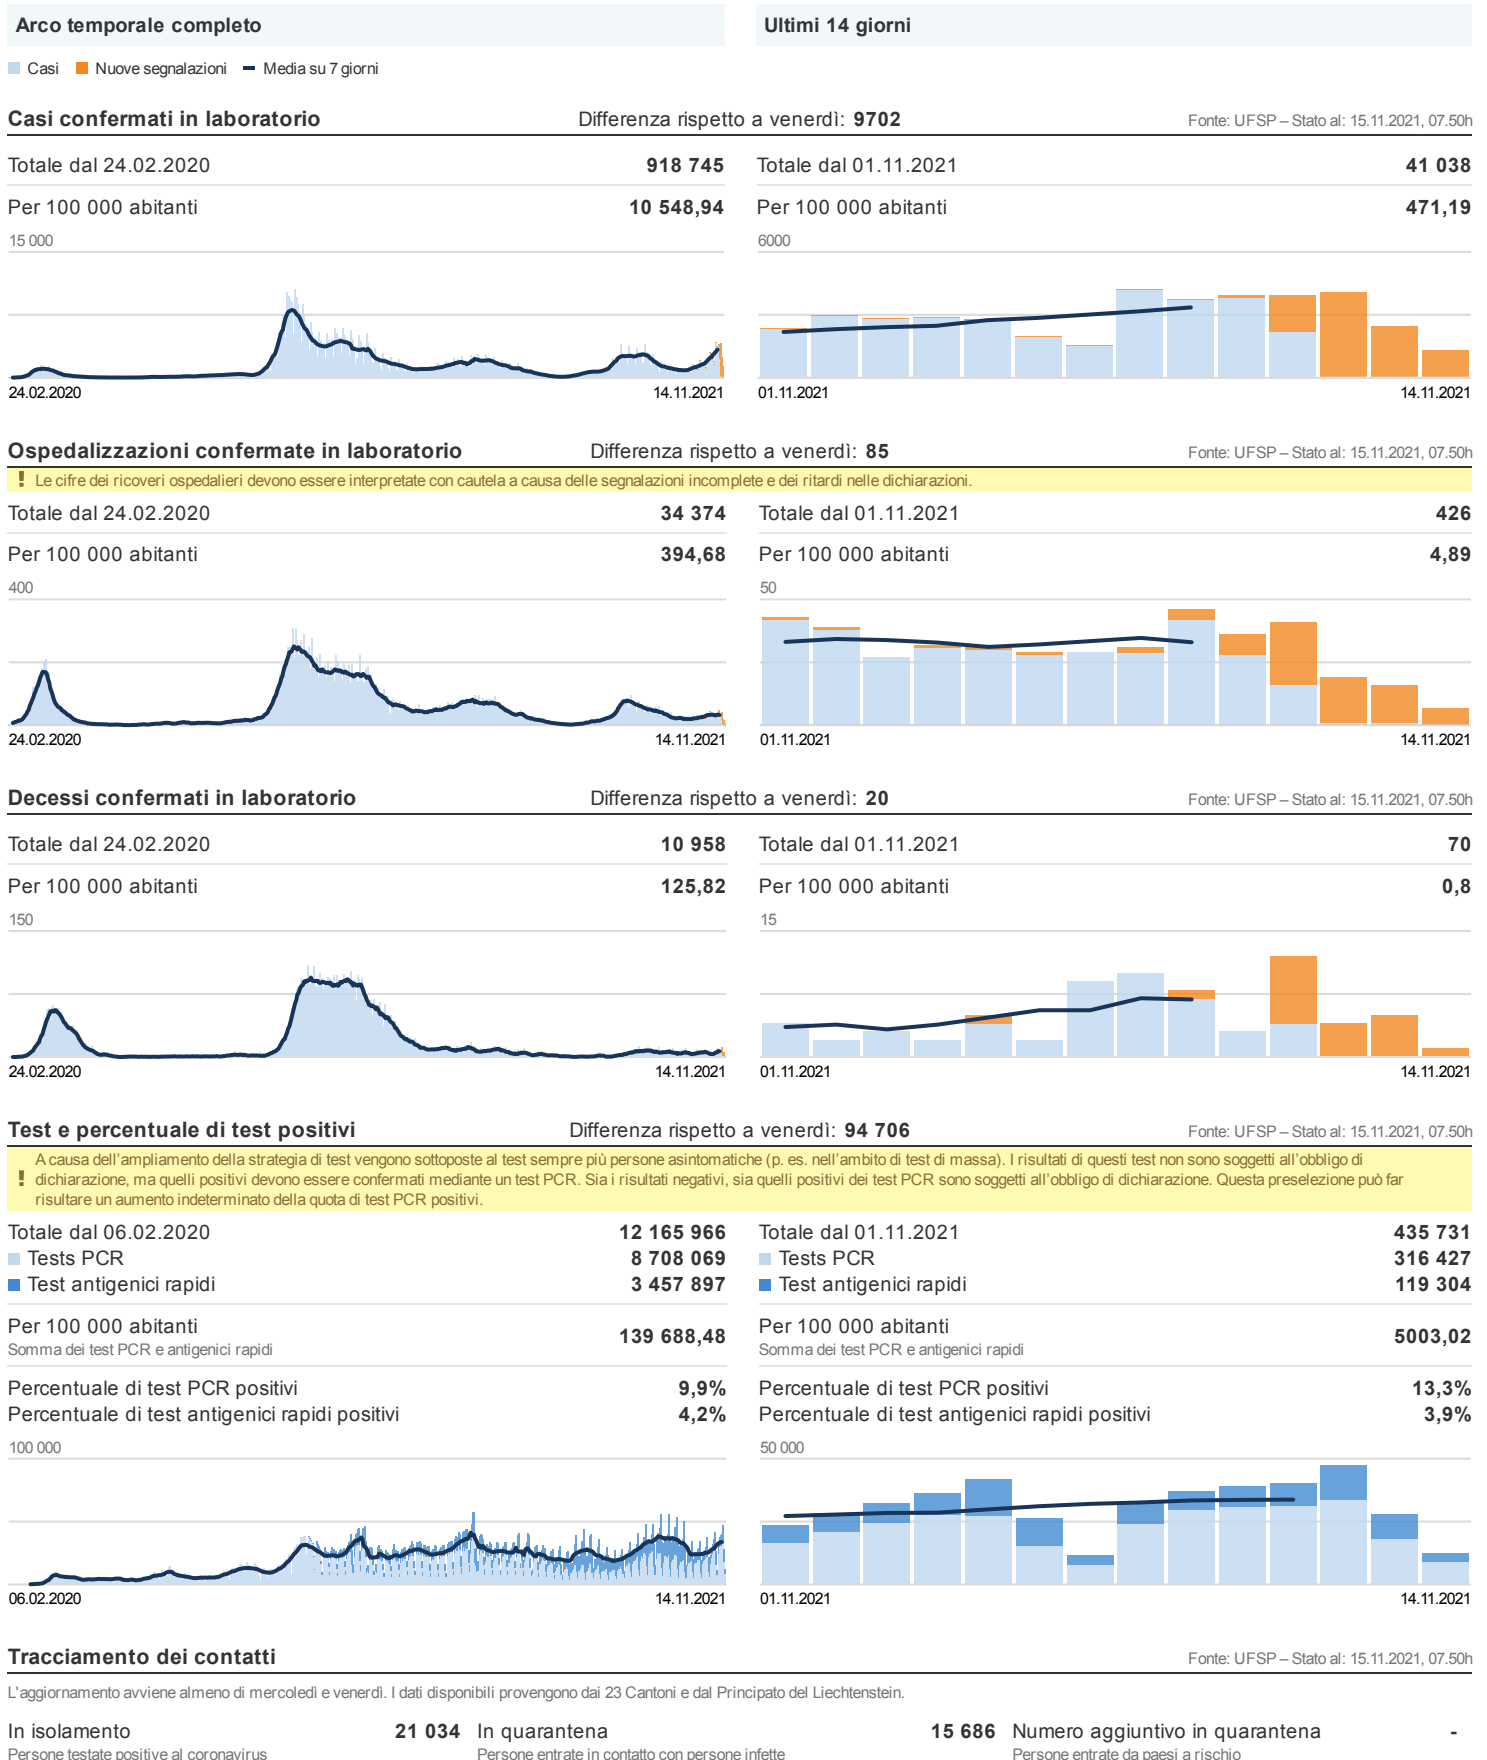 Arco temporale completo
Ultimi 14 giorni
Casi Nuove segnalazioni Media su 7 giorni
Casi confermati in laboratorio Differenza rispetto a venerdì: 9702 Fonte: UFSP – Stato al: 15.11.2021, 07.50h
Totale dal 24.02.2020 918 745
Per 100 000 abitanti 10 548,94
15 000
24.02.2020 14.11.2021
Totale dal 01.11.2021 41 038
Per 100 000 abitanti 471,19
6000
01.11.2021 14.11.2021
Ospedalizzazioni confermate in laboratorio Differenza rispetto a venerdì: 85 Fonte: UFSP – Stato al: 15.11.2021, 07.50h
! Le cifre dei ricoveri ospedalieri devono essere interpretate con cautela a causa delle segnalazioni incomplete e dei ritardi nelle dichiarazioni.
Totale dal 24.02.2020 34 374
Per 100 000 abitanti 394,68
400
24.02.2020 14.11.2021
Totale dal 01.11.2021 426
Per 100 000 abitanti 4,89
50
01.11.2021 14.11.2021
Decessi confermati in laboratorio Differenza rispetto a venerdì: 20 Fonte: UFSP – Stato al: 15.11.2021, 07.50h
Totale dal 24.02.2020 10 958
Per 100 000 abitanti 125,82
150
24.02.2020 14.11.2021
Totale dal 01.11.2021 70
Per 100 000 abitanti 0,8
15
01.11.2021 14.11.2021
Test e percentuale di test positivi Differenza rispetto a venerdì: 94 706 Fonte: UFSP – Stato al: 15.11.2021, 07.50h
A causa dell'ampliamento della strategia di test vengono sottoposte al test sempre più persone asintomatiche (p. es. nell'ambito di test di massa). I risultati di questi test non sono soggetti all'obbligo di
! dichiarazione, ma quelli positivi devono essere confermati mediante un test PCR. Sia i risultati negativi, sia quelli positivi dei test PCR sono soggetti all'obbligo di dichiarazione. Questa preselezione può far
risultare un aumento indeterminato della quota di test PCR positivi.
Totale dal 06.02.2020 12 165 966
Tests PCR 8 708 069
Test antigenici rapidi 3 457 897
Per 100 000 abitanti 139 688,48
Somma dei test PCR e antigenici rapidi
Percentuale di test PCR positivi 9,9%
Percentuale di test antigenici rapidi positivi 4,2%
100 000
06.02.2020 14.11.2021
Totale dal 01.11.2021 435 731
Tests PCR 316 427
Test antigenici rapidi 119 304
Per 100 000 abitanti 5003,02
Somma dei test PCR e antigenici rapidi
Percentuale di test PCR positivi 13,3%
Percentuale di test antigenici rapidi positivi 3,9%
50 000
01.11.2021 14.11.2021
Tracciamento dei contatti Fonte: UFSP – Stato al: 15.11.2021, 07.50h
L'aggiornamento avviene almeno di mercoledì e venerdì. I dati disponibili provengono dai 23 Cantoni e dal Principato del Liechtenstein.
In isolamento 21 034
Persone testate positive al coronavirus
In quarantena 15 686
Persone entrate in contatto con persone infette
Numero aggiuntivo in quarantena -
Persone entrate da paesi a rischio